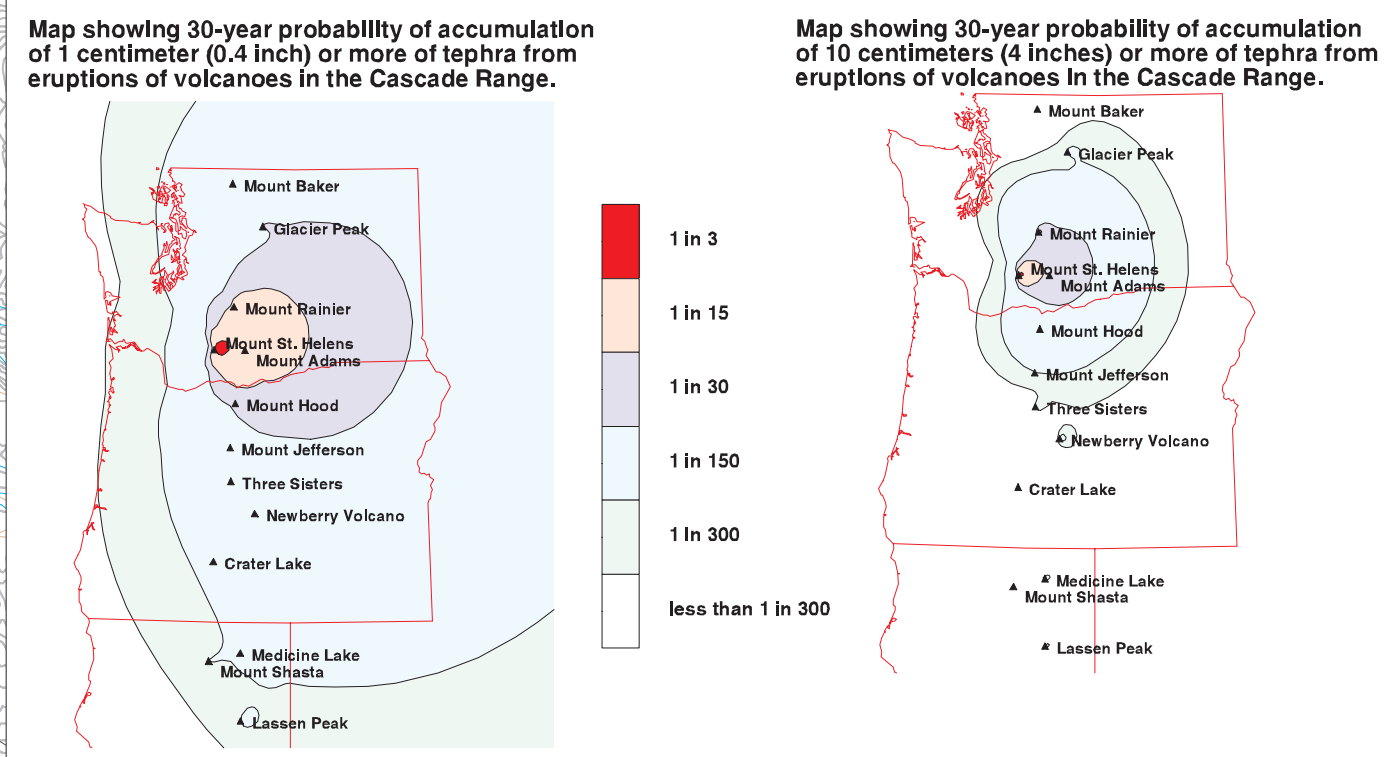 Map showing 30-year probability of accumulation
of 1 centimeter (0.4 inch) or more of tephra from
eruptions of volcanoes in the Cascade Range.
Mount Baker
Glacier Peak
Mount Rainier
Mount St. Helens
Mount Adams
Mount Hood
Mount Jefferson
Three Sisters
Newberry Volcano
Crater Lake
Medicine Lake
Mount Shasta
Lassen Peak
1 in 3
1 in 15
1 in 30
1 in 150
1 In 300
less than 1 in 300
Map showing 30-year probability of accumulation
of 10 centimeters (4 inches) or more of tephra from
eruptions of volcanoes In the Cascade Range.
Mount Baker
Glacier Peak
Mount Rainier
Mount St. Helens
Mount Adams
Mount Hood
Mount Jefferson
Three Sisters
Newberry Volcano
Crater Lake
Medicine Lake
Mount Shasta
Lassen Peak